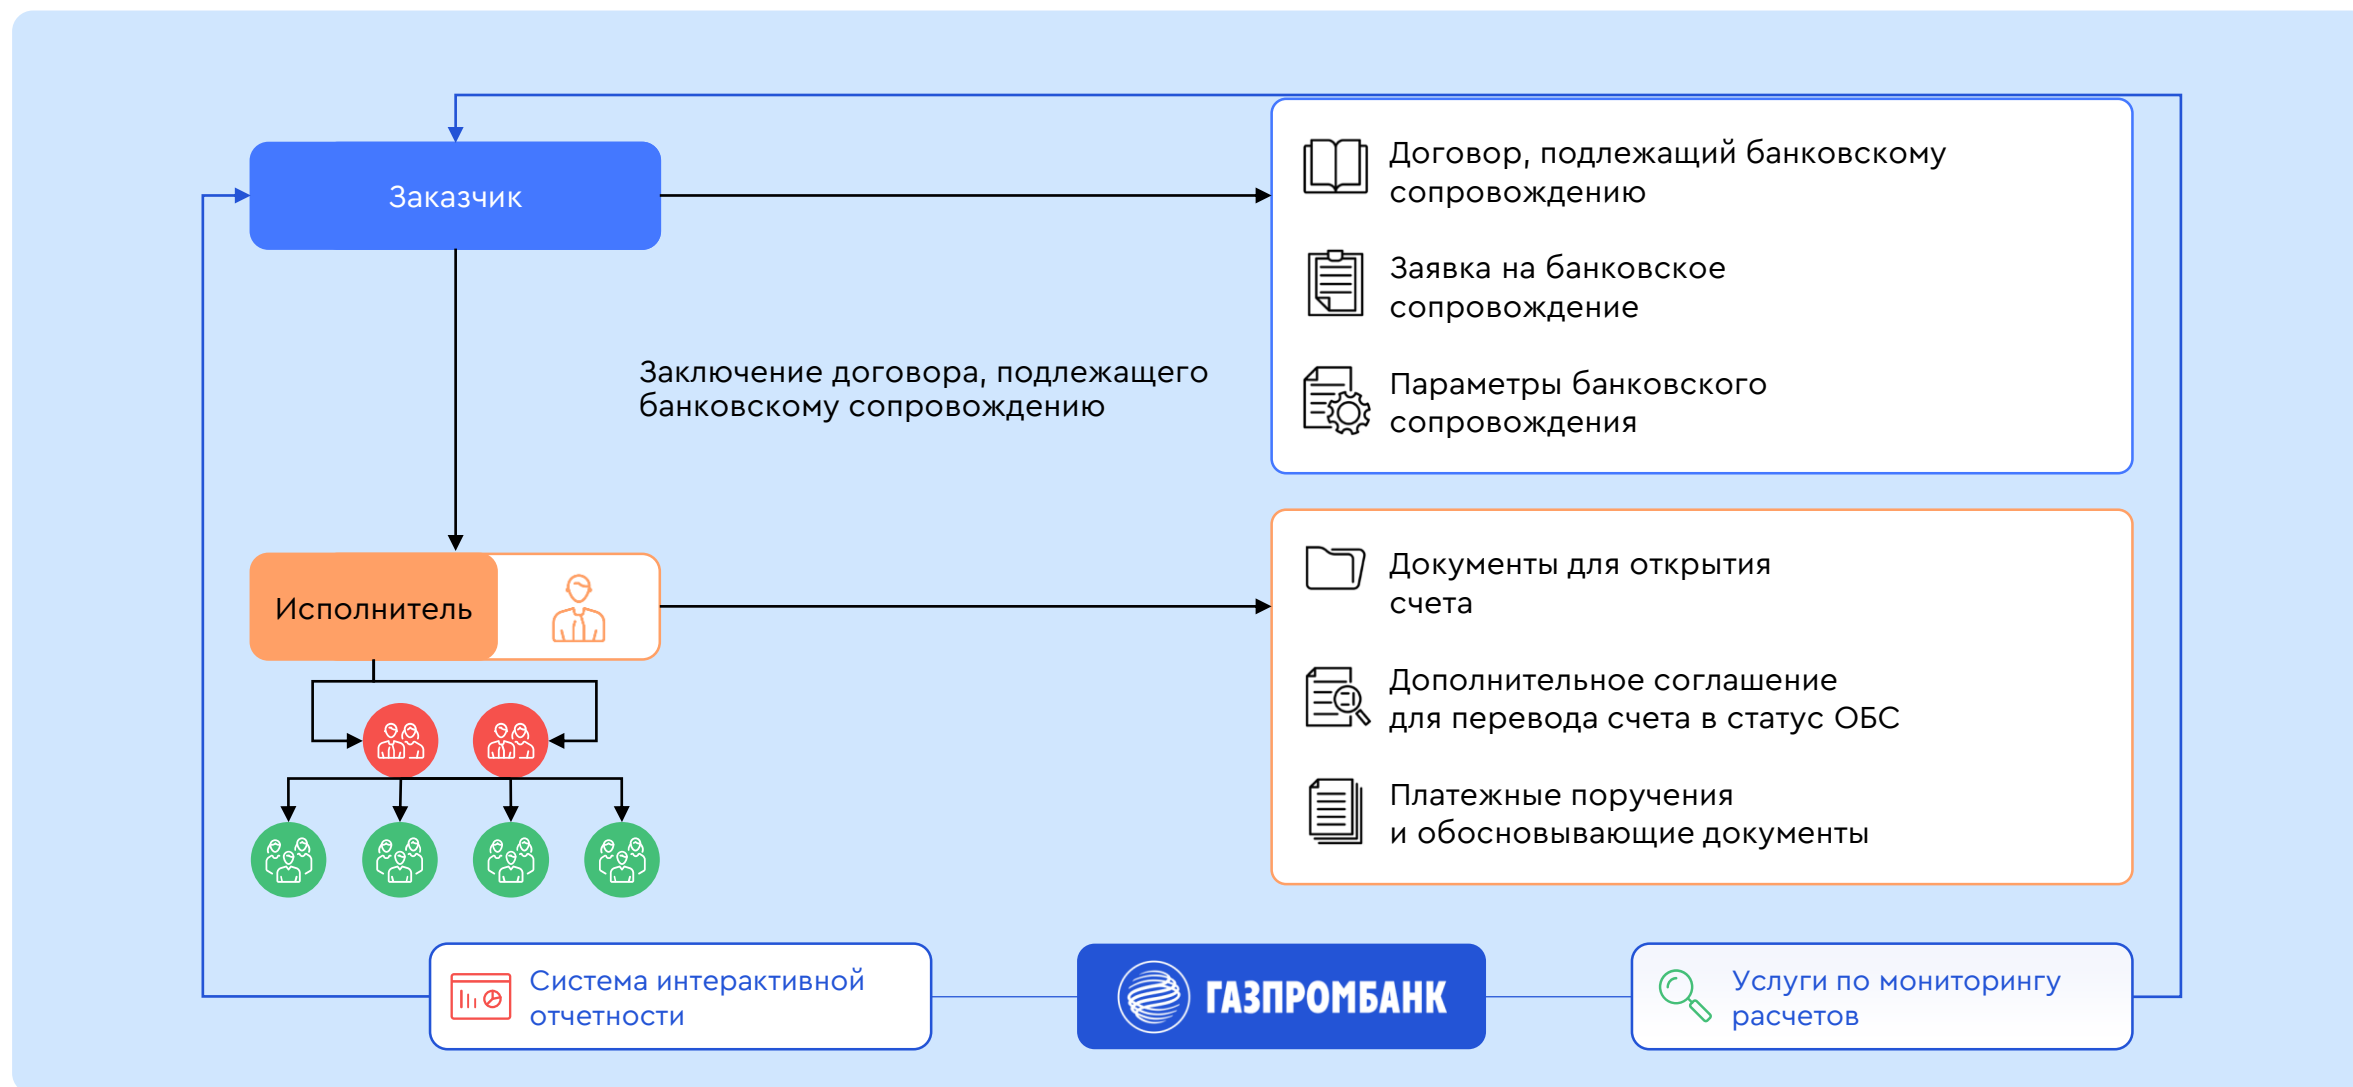 Заказчик
Договор, подлежащий банковскому
сопровождению
Заявка на банковское
сопровождение
Параметры банковского
сопровождения
Заключение договора, подлежащего
банковскому сопровождению
Исполнитель
Документы для открытия
счета
Дополнительное соглашение
для перевода счета в статус ОБС
Платежные поручения
и обосновывающие документы
Система интерактивной
отчетности
ГАЗПРОМБАНК
Услуги по мониторингу
расчетов